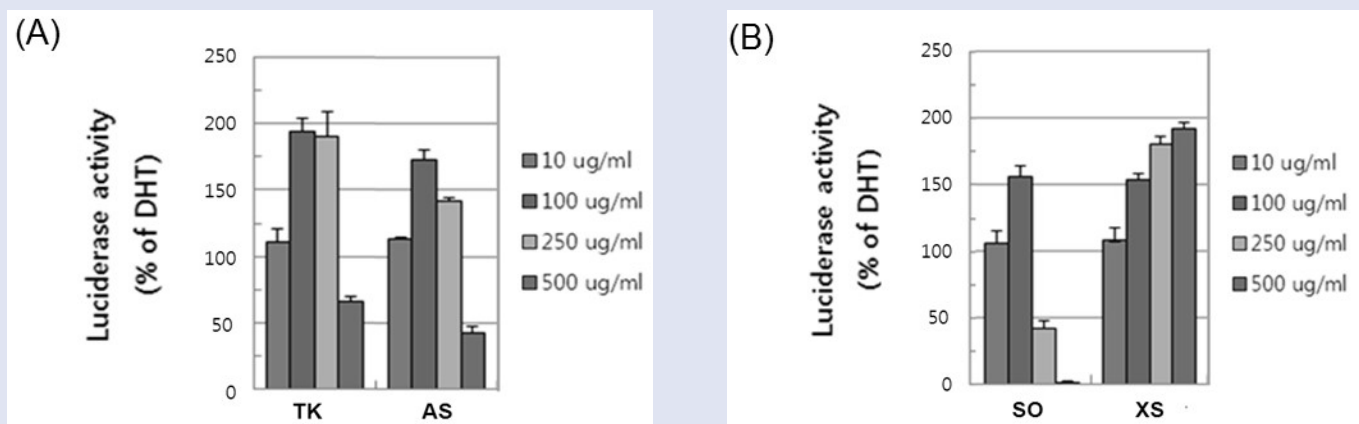 (A)
Luciderase activity
(% of DHT)
250
200
150
100
50
0
TK AS
10 ug/ml
100 ug/ml
250 ug/ml
500 ug/ml
(B)
Luciderase activity
(% of DHT)
250
200
150
100
50
0
SO XS
10 ug/ml
100 ug/ml
250 ug/ml
500 ug/ml